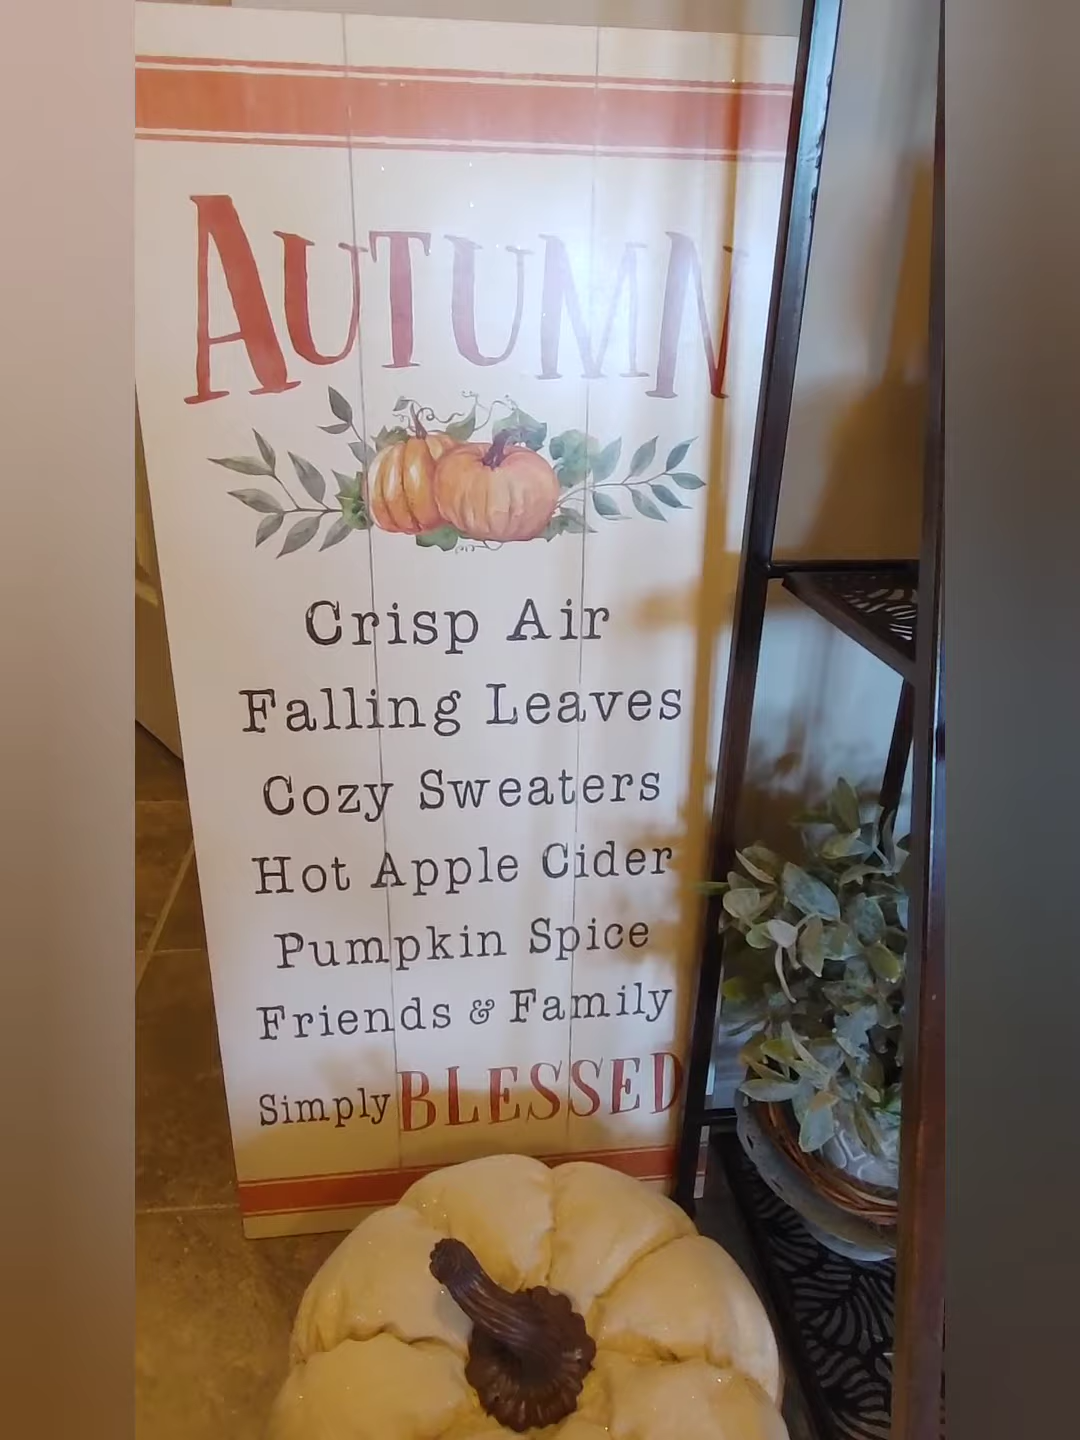 AUTUMN
Crisp Air
Falling Leaves
Cozy Sweaters
Hot Apple Cider
Pumpkin Spice
Friends & Family
Simply BLESSED